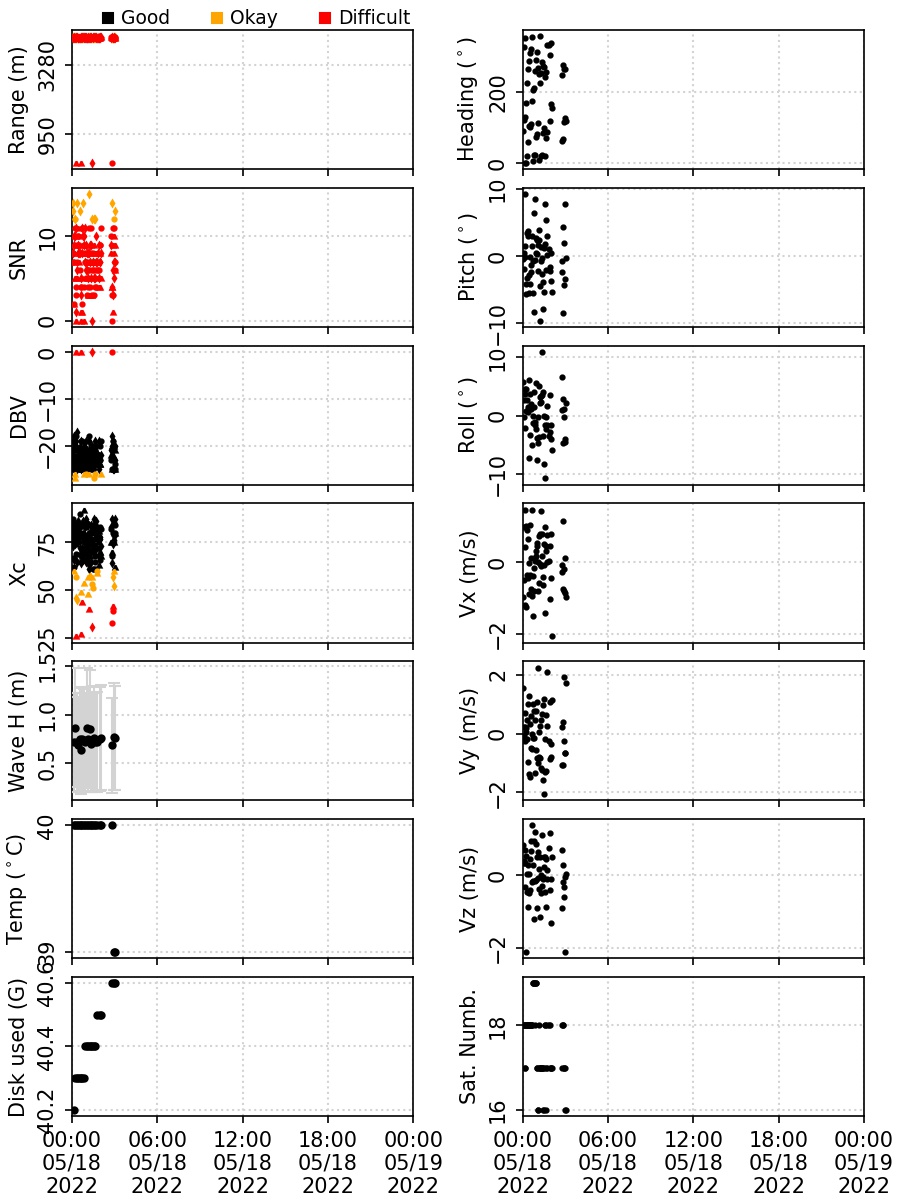 Good Okay Difficult
Range (m)
3280
950
Heading (°)
200
0
SNR
10
0
Pitch (°)
10
0
−10
DBV
0
−10
−20
Roll (°)
10
0
−10
Xc
75
50
25
Vx (m/s)
0
−2
Wave H (m)
1.5
1.0
0.5
Vy (m/s)
2
0
−2
Temp (°C)
40
39
Vz (m/s)
0
−2
Disk used (G)
40.6
40.4
40.2
Sat. Numb.
18
16
00:00 06:00 12:00 18:00 00:00
05/18 05/18 05/18 05/18 05/19
2022 2022 2022 2022 2022
00:00 06:00 12:00 18:00 00:00
05/18 05/18 05/18 05/18 05/19
2022 2022 2022 2022 2022